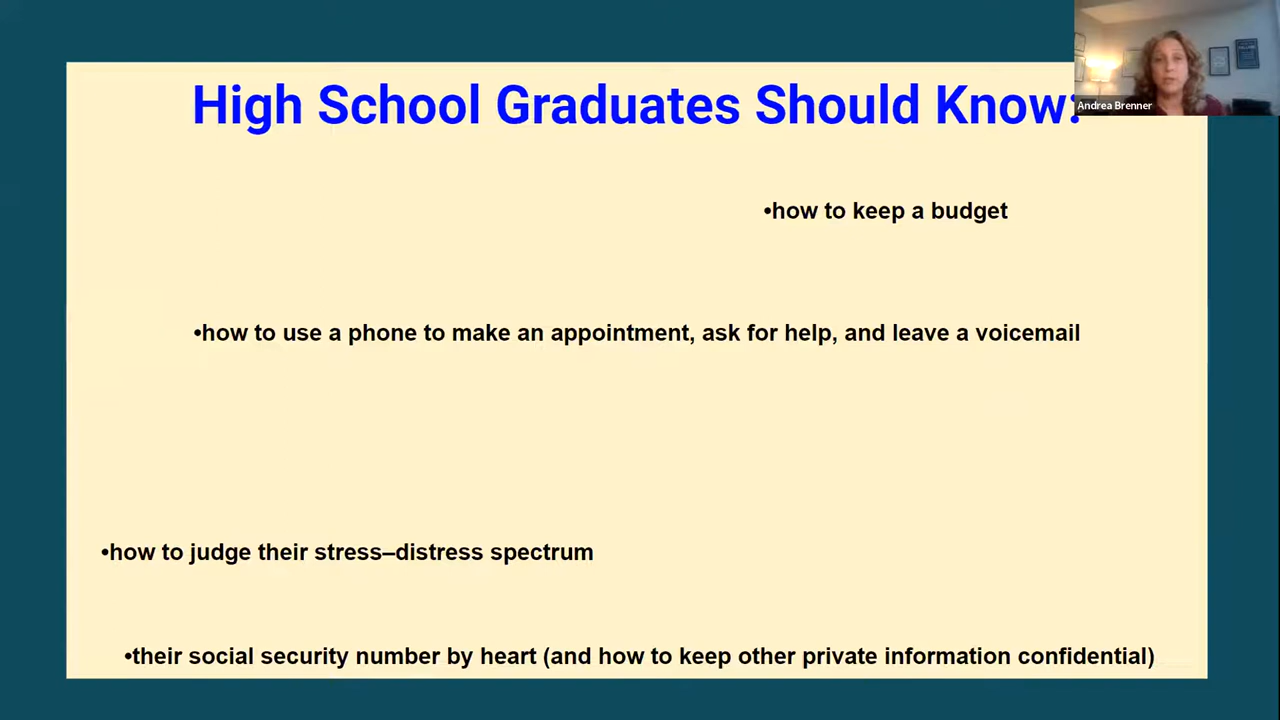 High School Graduates Should Know:
Andrea Brenner
•how to keep a budget
•how to use a phone to make an appointment, ask for help, and leave a voicemail
•how to judge their stress–distress spectrum
•their social security number by heart (and how to keep other private information confidential)